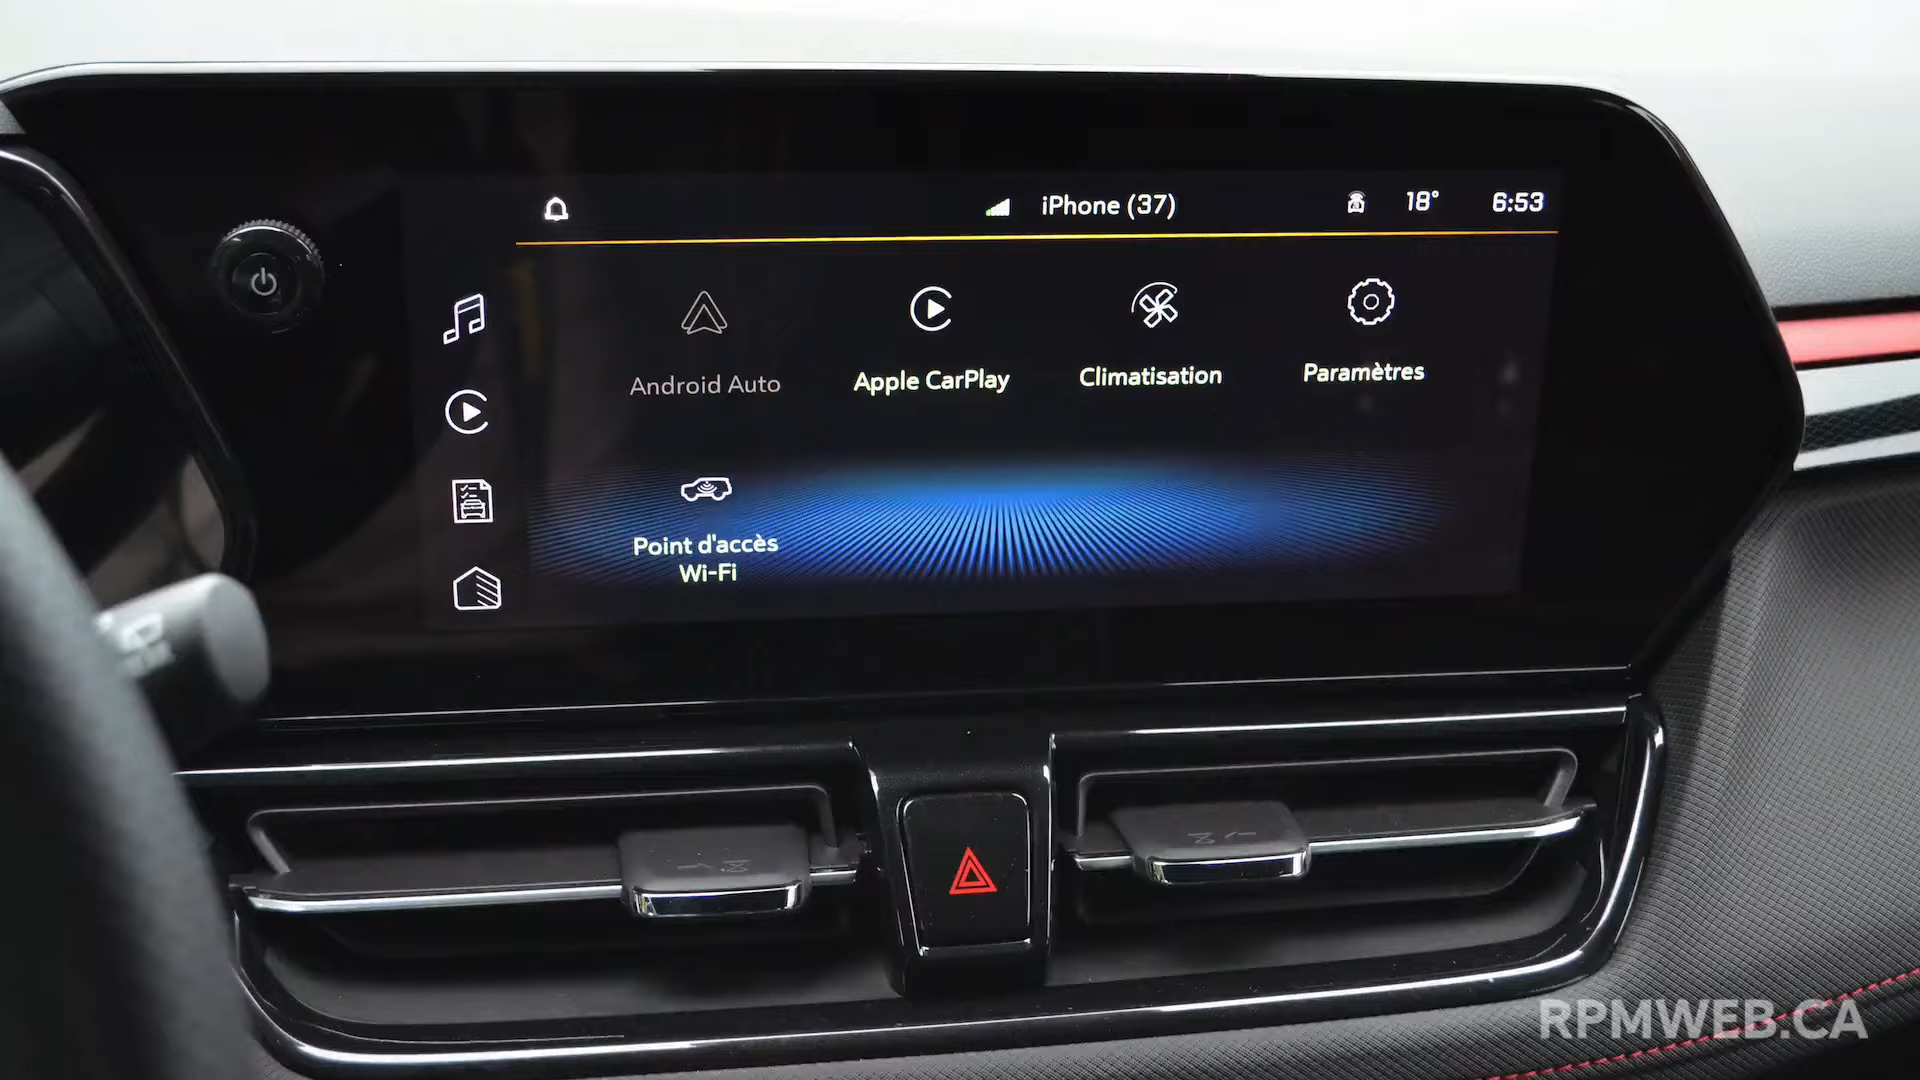 iPhone (37)
18°
6:53
Android Auto
Apple CarPlay
Climatisation
Paramètres
Point d'accès
Wi-Fi
RPMWEB.CA